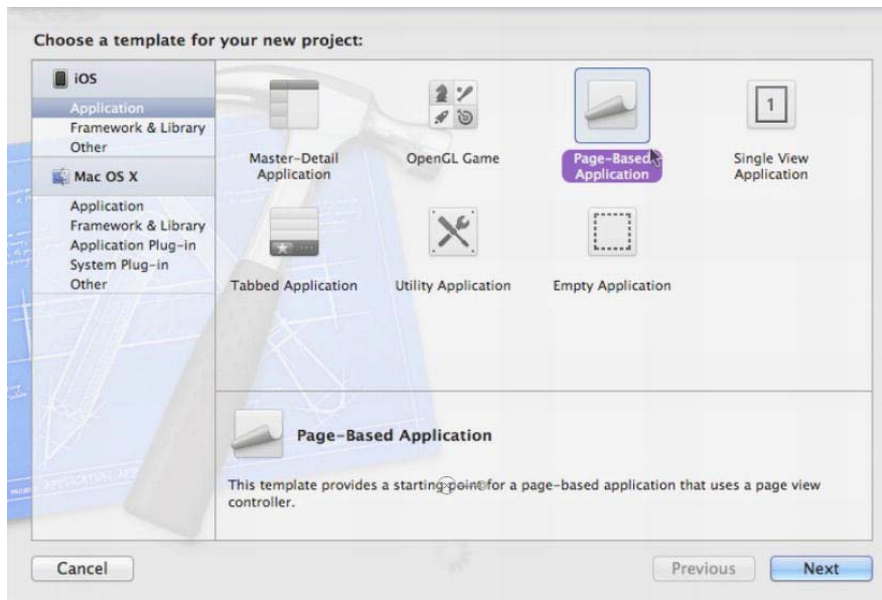 Choose a template for your new project:
iOS
Application
Framework & Library
Other
Mac OS X
Application
Framework & Library
Application Plug-in
System Plug-in
Other
Master-Detail
Application
OpenGL Game
Page-Based
Application
1
Single View
Application
Tabbed Application
Utility Application
Empty Application
Page-Based Application
This template provides a starting point for a page-based application that uses a page view
controller.
Cancel
Previous
Next